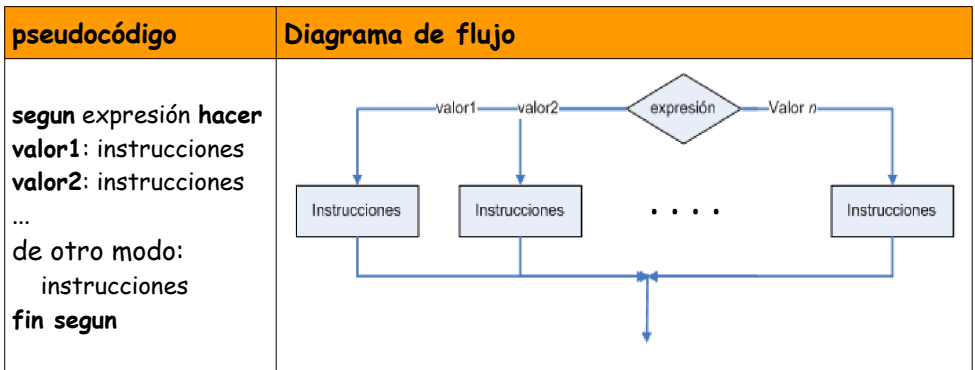 pseudocódigo
Diagrama de flujo
segun expresión hacer
valor1: instrucciones
valor2: instrucciones
...
de otro modo:
instrucciones
fin segun
valor1
valor2
expresión
Valor n
Instrucciones
Instrucciones
. . . .
Instrucciones